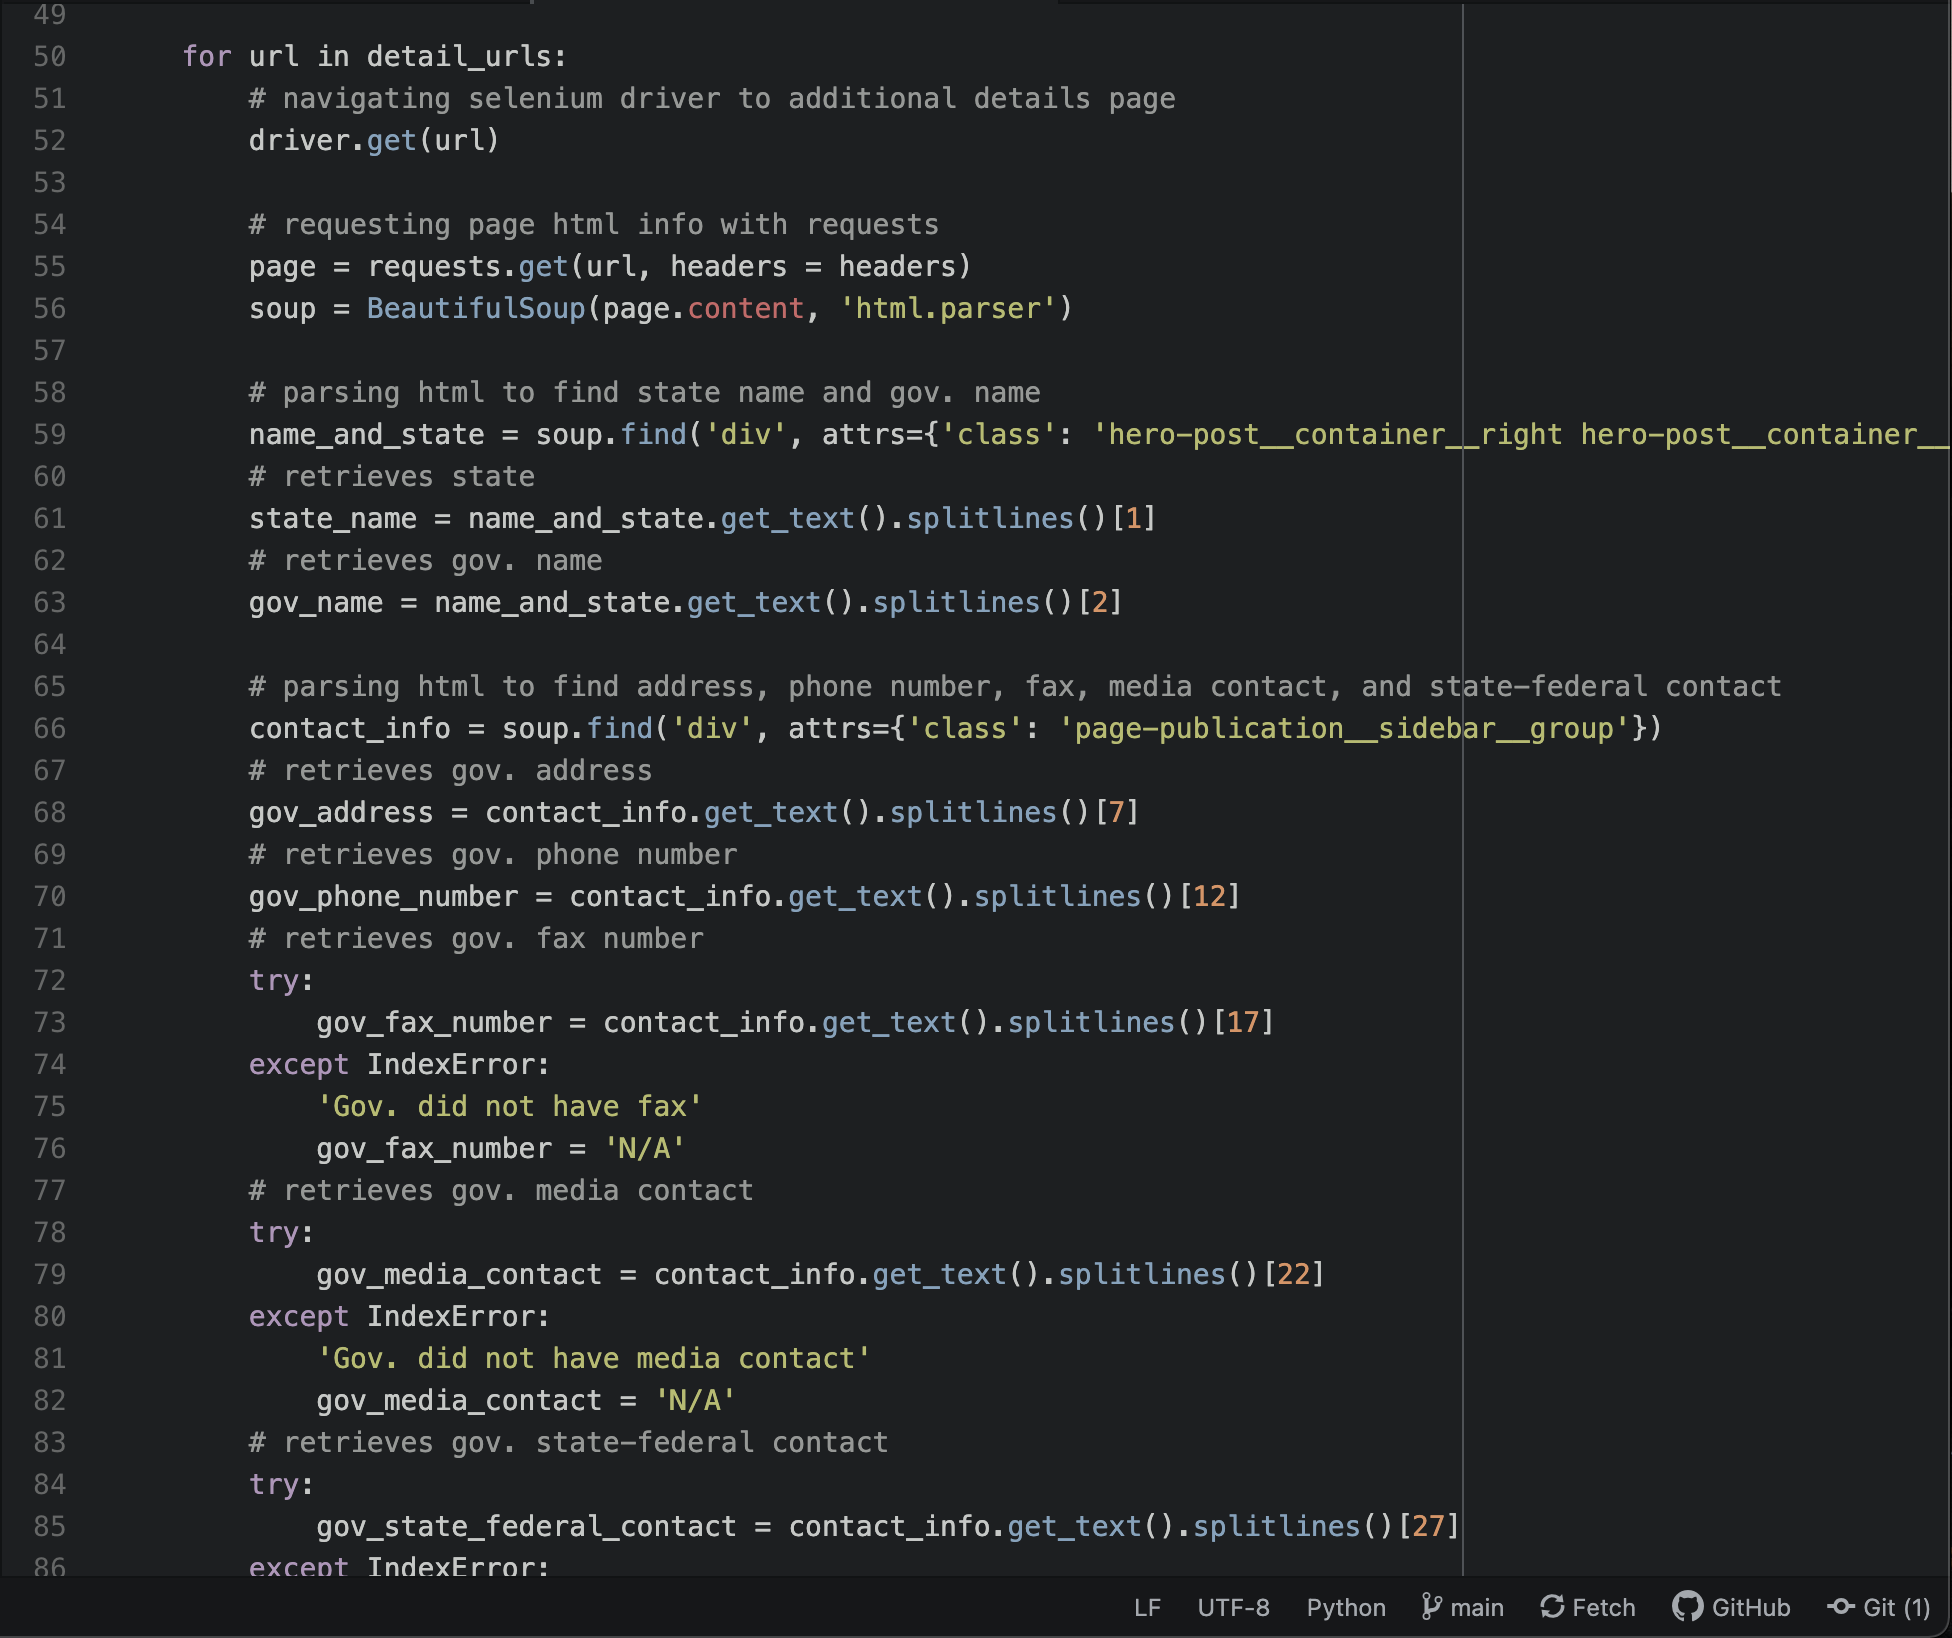 49
50 for url in detail_urls:
51 # navigating selenium driver to additional details page
52 driver.get(url)
53
54 # requesting page html info with requests
55 page = requests.get(url, headers = headers)
56 soup = BeautifulSoup(page.content, 'html.parser')
57
58 # parsing html to find state name and gov. name
59 name_and_state = soup.find('div', attrs={'class': 'hero-post__container__right hero-post__container__
60 # retrieves state
61 state_name = name_and_state.get_text().splitlines()[1]
62 # retrieves gov. name
63 gov_name = name_and_state.get_text().splitlines()[2]
64
65 # parsing html to find address, phone number, fax, media contact, and state-federal contact
66 contact_info = soup.find('div', attrs={'class': 'page-publication__sidebar__group'})
67 # retrieves gov. address
68 gov_address = contact_info.get_text().splitlines()[7]
69 # retrieves gov. phone number
70 gov_phone_number = contact_info.get_text().splitlines()[12]
71 # retrieves gov. fax number
72 try:
73 gov_fax_number = contact_info.get_text().splitlines()[17]
74 except IndexError:
75 'Gov. did not have fax'
76 gov_fax_number = 'N/A'
77 # retrieves gov. media contact
78 try:
79 gov_media_contact = contact_info.get_text().splitlines()[22]
80 except IndexError:
81 'Gov. did not have media contact'
82 gov_media_contact = 'N/A'
83 # retrieves gov. state-federal contact
84 try:
85 gov_state_federal_contact = contact_info.get_text().splitlines()[27]
86 except IndexError:
LF UTF-8 Python main Fetch GitHub Git (1)